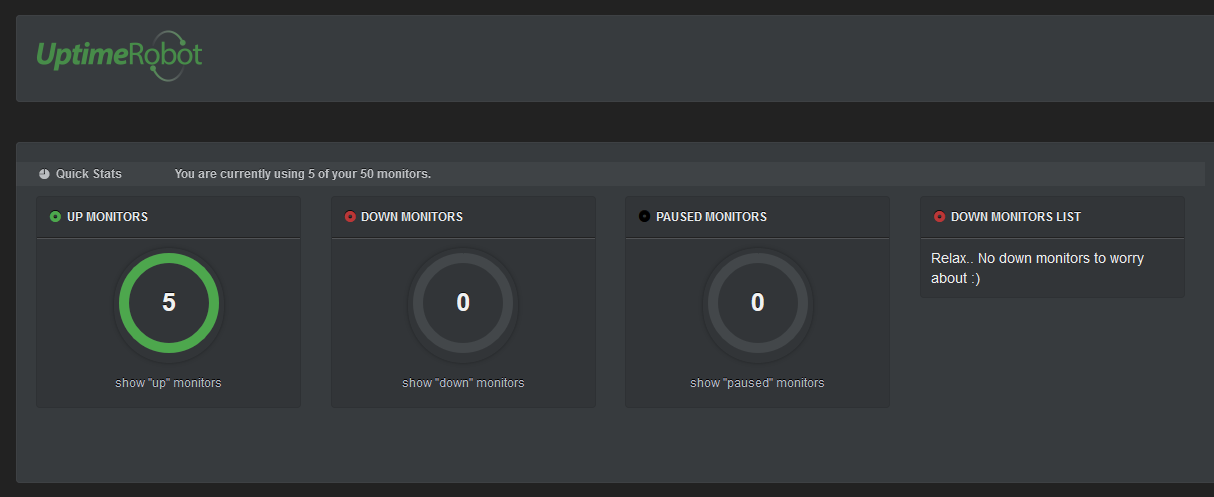 UptimeRobot
Quick Stats
You are currently using 5 of your 50 monitors.
UP MONITORS
5
show "up" monitors
DOWN MONITORS
0
show "down" monitors
PAUSED MONITORS
0
show "paused" monitors
DOWN MONITORS LIST
Relax.. No down monitors to worry
about :)